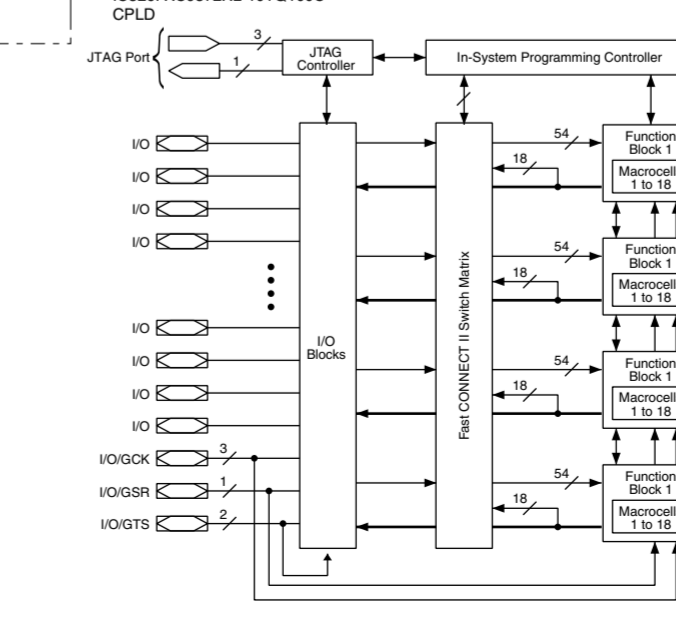 CPLD
JTAG Port
3
1
JTAG
Controller
In-System Programming Controller
I/O
I/O
I/O
I/O
I/O
I/O
I/O
I/O
I/O/GCK
3
I/O/GSR
1
I/O/GTS
2
I/O
Blocks
Fast CONNECT II Switch Matrix
54
18
Function
Block 1
Macrocell
1 to 18
54
18
Function
Block 1
Macrocell
1 to 18
54
18
Function
Block 1
Macrocell
1 to 18
54
18
Function
Block 1
Macrocell
1 to 18